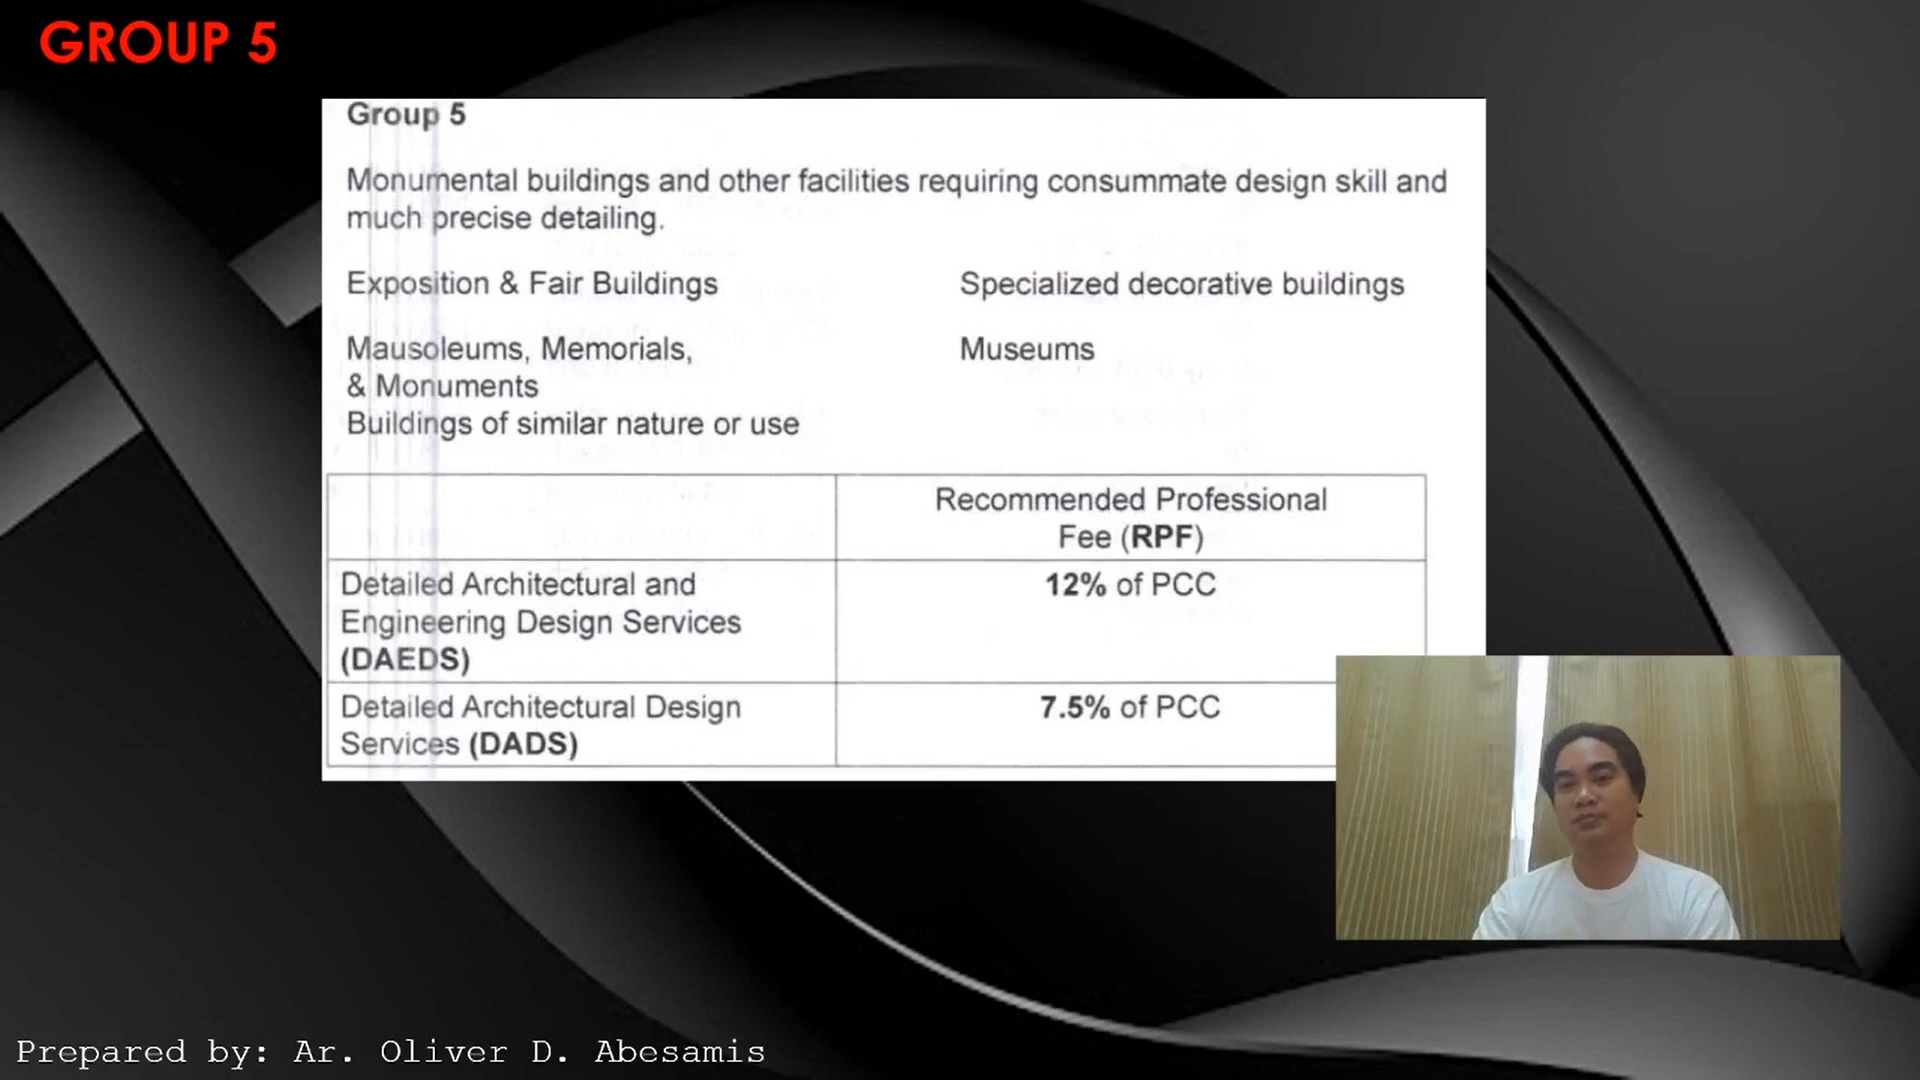 GROUP 5
Group 5
Monumental buildings and other facilities requiring consummate design skill and
much precise detailing.
Exposition & Fair Buildings
Specialized decorative buildings
Mausoleums, Memorials,
& Monuments
Museums
Buildings of similar nature or use
Recommended Professional
Fee (RPF)
Detailed Architectural and
Engineering Design Services
(DAEDS)
12% of PCC
Detailed Architectural Design
Services (DADS)
7.5% of PCC
Prepared by: Ar. Oliver D. Abesamis